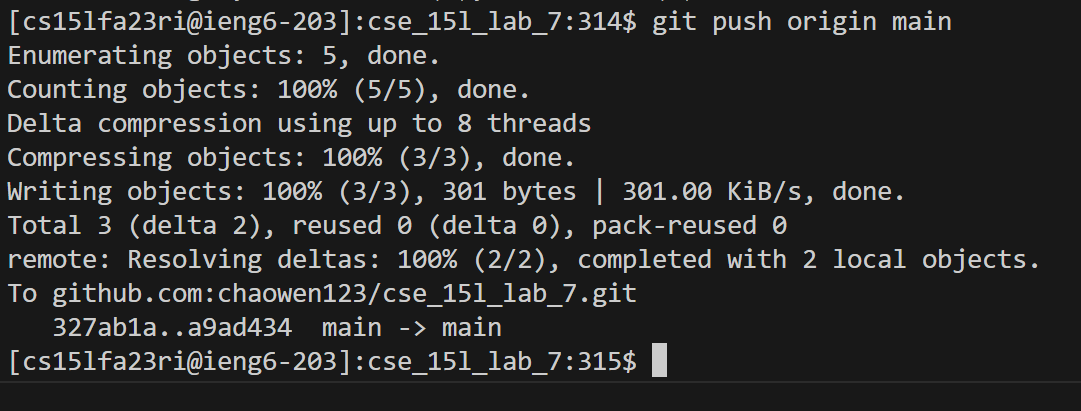 [cs15lfa23ri@ieng6-203]:cse_15l_lab_7:314$ git push origin main
Enumerating objects: 5, done.
Counting objects: 100% (5/5), done.
Delta compression using up to 8 threads
Compressing objects: 100% (3/3), done.
Writing objects: 100% (3/3), 301 bytes | 301.00 KiB/s, done.
Total 3 (delta 2), reused 0 (delta 0), pack-reused 0
remote: Resolving deltas: 100% (2/2), completed with 2 local objects.
To github.com:chaowen123/cse_15l_lab_7.git
   327ab1a..a9ad434  main -> main
[cs15lfa23ri@ieng6-203]:cse_15l_lab_7:315$